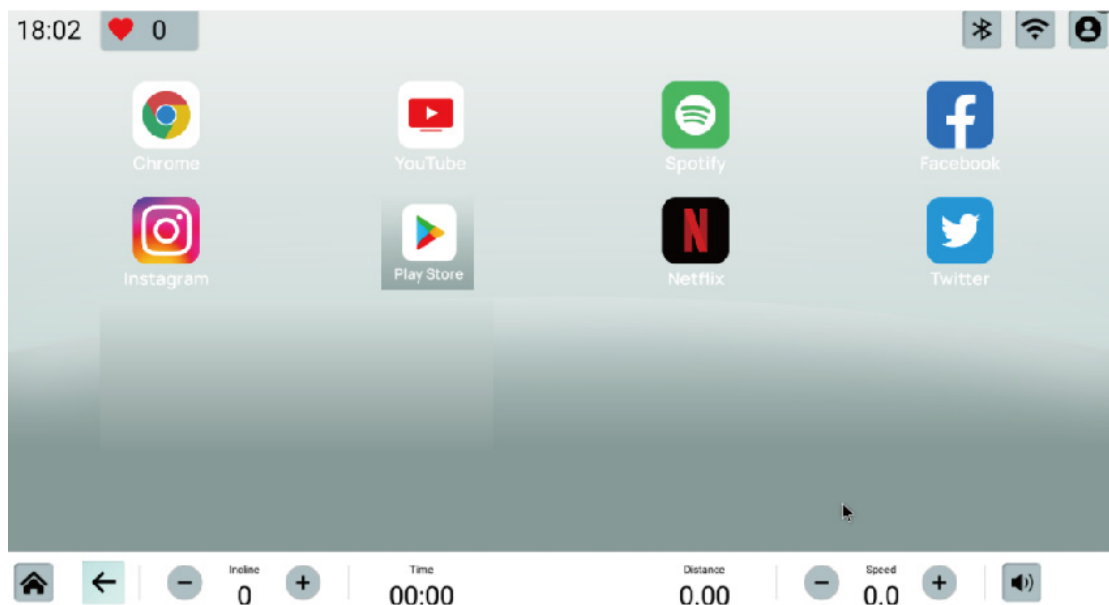 18:02 0
Chrome YouTube Spotify Facebook
Instagram Play Store Netflix Twitter
Incline Time Distance Speed
0 00:00 0.00 0.0